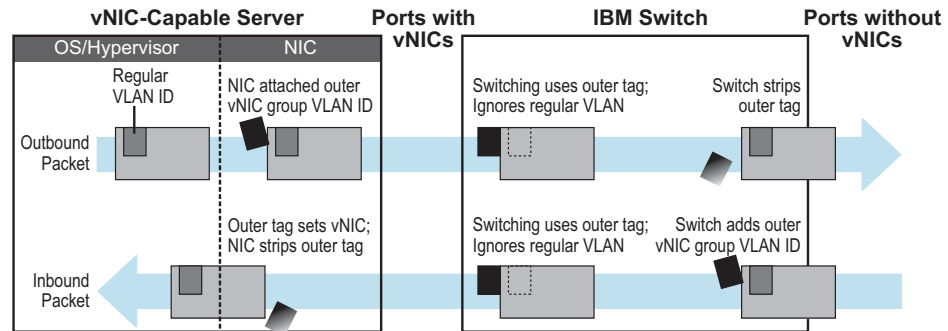 vNIC-Capable Server
Ports with
vNICs
IBM Switch
Ports without
vNICs
OS/Hypervisor
NIC
Regular
VLAN ID
NIC attached outer
vNIC group VLAN ID
Switching uses outer tag;
Ignores regular VLAN
Switch strips
outer tag
Outbound
Packet
Outer tag sets vNIC;
NIC strips outer tag
Switching uses outer tag;
Ignores regular VLAN
Switch adds outer
vNIC group VLAN ID
Inbound
Packet